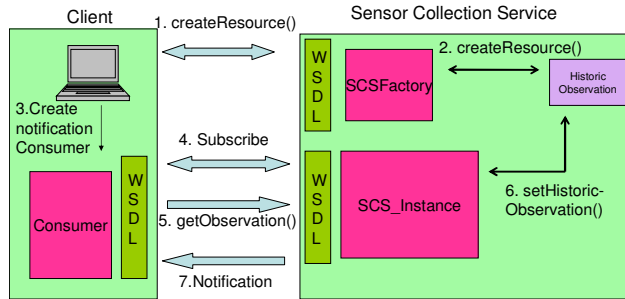 Client
Sensor Collection Service
1. createResource()
2. createResource()
W
S
D
L
SCSFactory
Historic
Observation
3.Create
notification
Consumer
4. Subscribe
W
S
D
L
Consumer
5. getObservation()
W
S
D
L
SCS_Instance
6. setHistoric-
Observation()
7.Notification